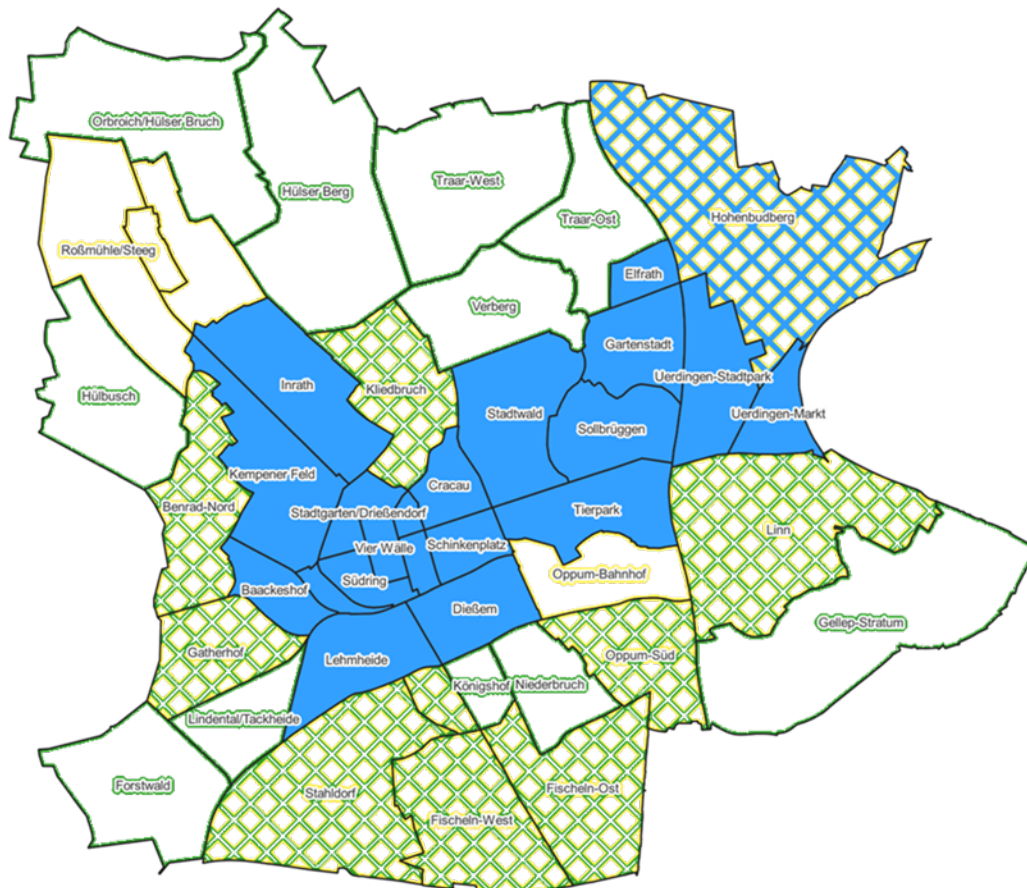 Orbroich/Hülser Bruch
Hülser Berg
Traar-West
Traar-Ost
Hohenbudberg
Roßmühle/Steeg
Elfrath
Verberg
Gartenstadt
Uerdingen-Stadtpark
Inrath
Kliedbruch
Hülbusch
Stadtwald
Sollbrüggen
Uerdingen-Markt
Kempener Feld
Cracau
Benrad-Nord
Stadtgarten/Drießendorf
Tierpark
Linn
Vier Wälle
Schinkenplatz
Südring
Oppum-Bahnhof
Baackeshof
Dießem
Gellep-Stratum
Gatherhof
Lehmheide
Oppum-Süd
Königshof
Niederbruch
Lindental/Tackheide
Forstwald
Stahldorf
Fischeln-Ost
Fischeln-West